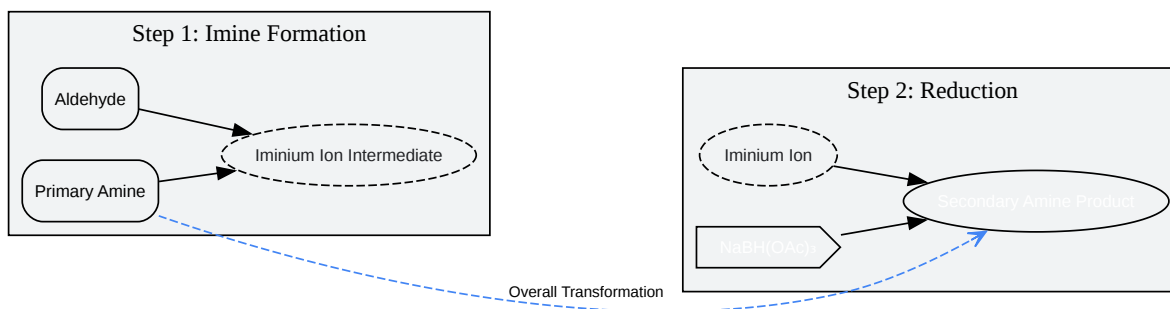 Step 1: Imine Formation
Aldehyde
Iminium Ion Intermediate
Primary Amine
Step 2: Reduction
Iminium Ion
Secondary Amine Product
NaBH(OAc)₃
Overall Transformation